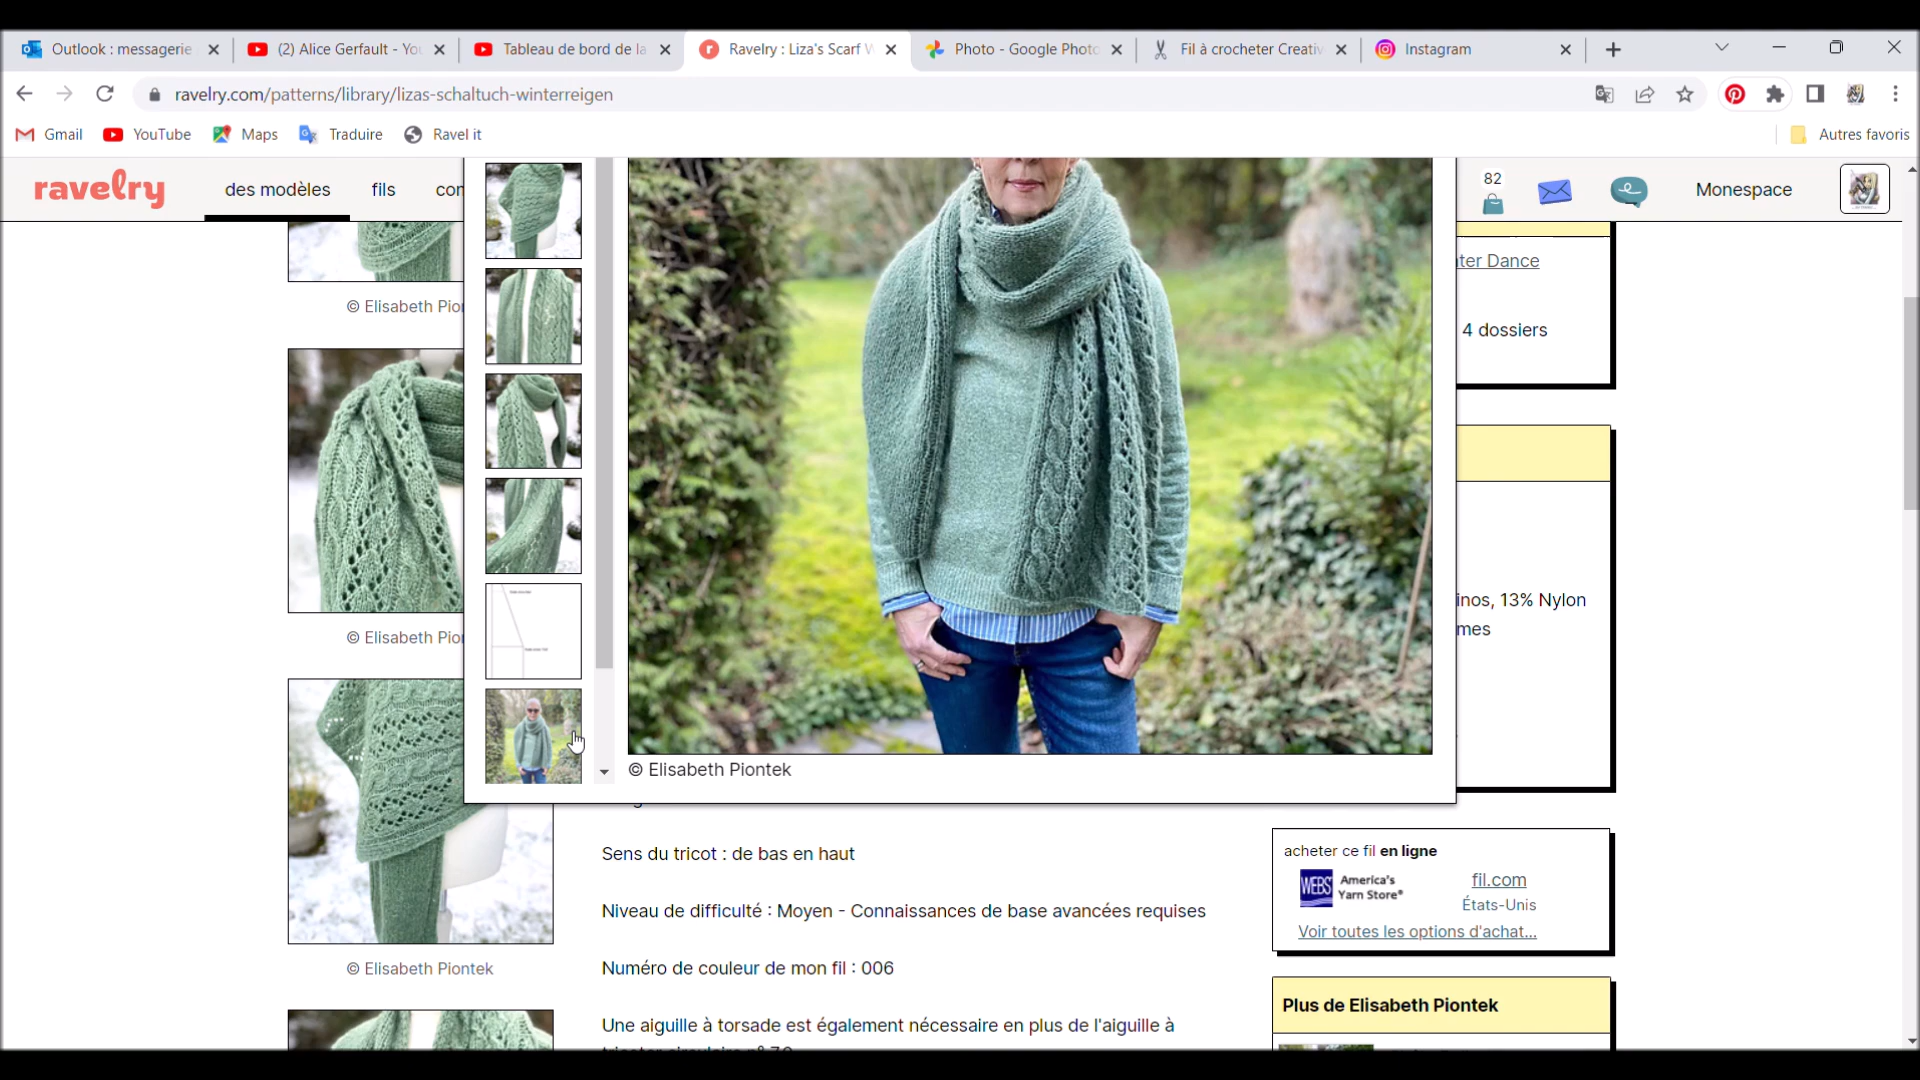 Outlook : messagerie
(2) Alice Gerfault - You
Tableau de bord de la
Ravelry : Liza's Scarf W
Photo - Google Photo
Fil à crocheter Creativ
Instagram
ravelry.com/patterns/library/lizas-schaltuch-winterreigen
Gmail
YouTube
Maps
Traduire
Ravel it
Autres favoris
ravelry
des modèles
fils
con
82
Monespace
ter Dance
© Elisabeth Pion
4 dossiers
inos, 13% Nylon
mes
© Elisabeth Pion
© Elisabeth Piontek
Sens du tricot : de bas en haut
Niveau de difficulté : Moyen - Connaissances de base avancées requises
Numéro de couleur de mon fil : 006
Une aiguille à torsade est également nécessaire en plus de l'aiguille à
© Elisabeth Piontek
acheter ce fil en ligne
WEBS America's
Yarn Store®
fil.com
États-Unis
Voir toutes les options d'achat...
Plus de Elisabeth Piontek